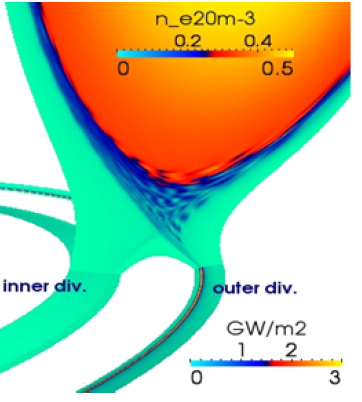 n_e20m-3
0.2 0.4
0 0.5
inner div. outer div.
GW/m2
1 2
0 3